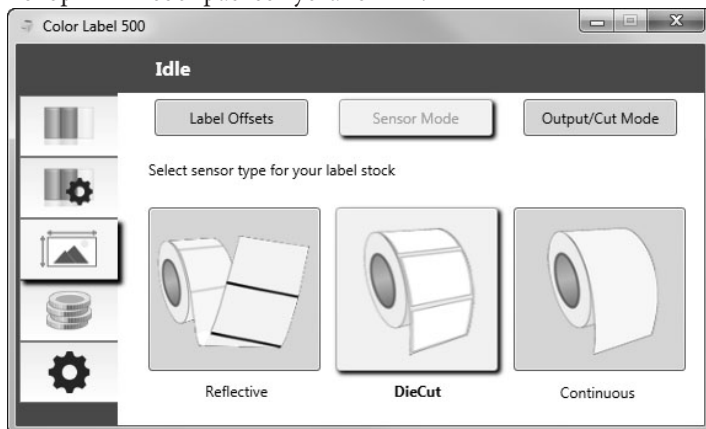 Color Label 500
Idle
Label Offsets
Sensor Mode
Output/Cut Mode
Select sensor type for your label stock
Reflective
DieCut
Continuous